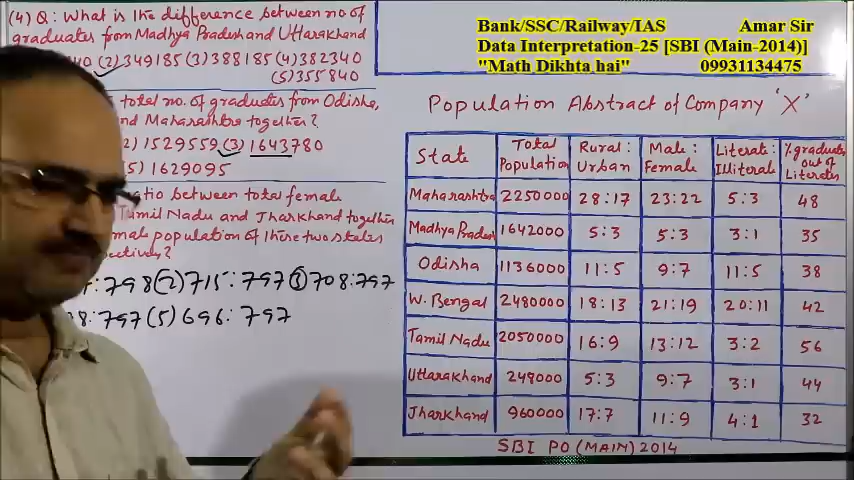 (4) Q: What is the difference between no. of
graduates from Madhya Pradesh and Uttarakhand
40 (2) 349185 (3) 388185 (4) 382340
(5) 355840
total no. of graduates from Odisha,
and Maharashtra together?
2) 1529559 (3) 1643780
(5) 1629095
ratio between total female
Tamil Nadu and Jharkhand together
male population of these two states
ectively?
: 798 (2) 715 : 797 (3) 708 : 797
8 : 797 (5) 696 : 797
Bank/SSC/Railway/IAS Amar Sir
Data Interpretation-25 [SBI (Main-2014)]
"Math Dikhta hai" 09931134475
Population Abstract of Company 'X'
State Total Population Rural : Urban Male : Female Literate : Illiterate % graduate out of Literates
Maharashtra 2250000 28:17 23:22 5:3 48
Madhya Pradesh 1642000 5:3 5:3 3:1 35
Odisha 1136000 11:5 9:7 11:5 38
W. Bengal 2480000 18:13 21:19 20:11 42
Tamil Nadu 2050000 16:9 13:12 3:2 56
Uttarakhand 248000 5:3 9:7 3:1 44
Jharkhand 960000 17:7 11:9 4:1 32
SBI PO (MAIN) 2014